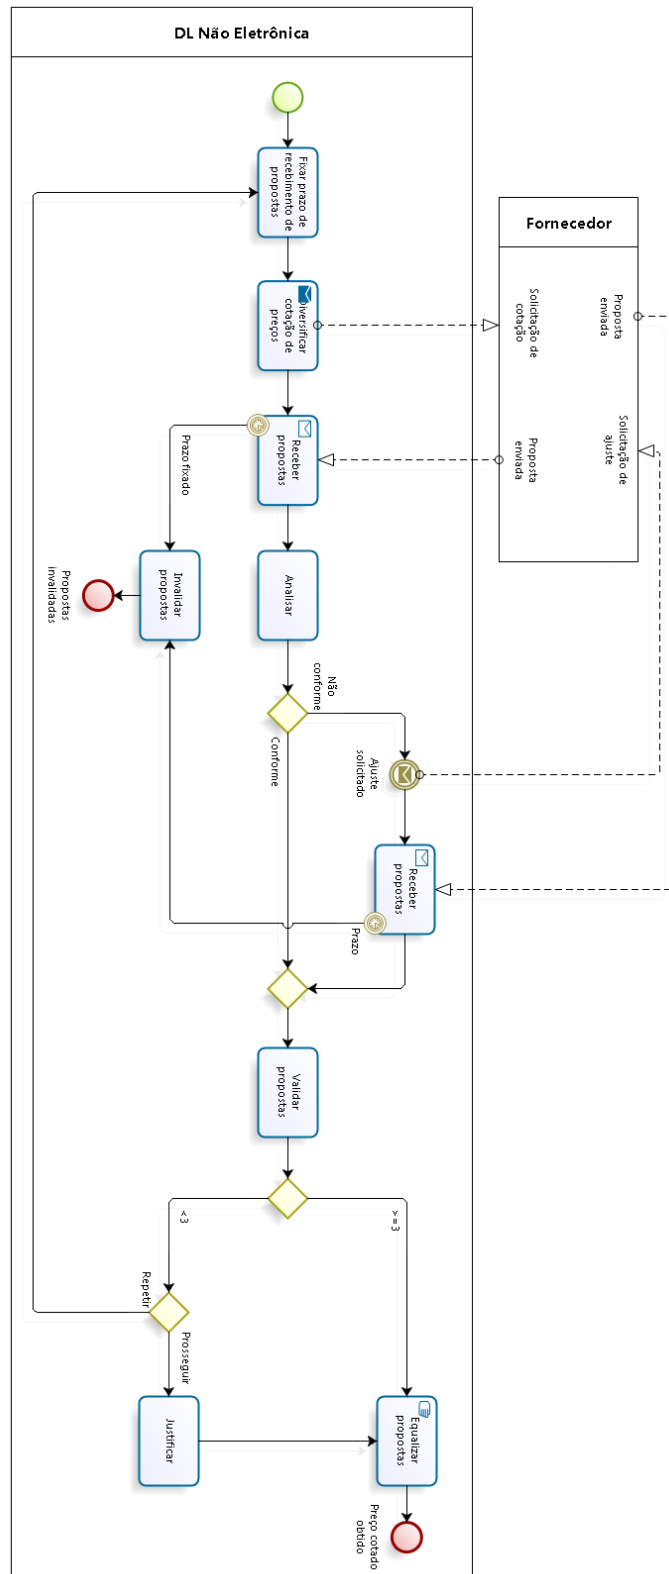 DL Não Eletrônica
Fixar prazo de
recebimento de
propostas
Fornecedor
Diversificar
cotação de
preços
Solicitação de
cotação
Proposta
enviada
Receber
propostas
Prazo fixado
Proposta
enviada
Solicitação de
ajuste
Analisar
Invalidar
propostas
Propostas
invalidadas
Não
conforme
Conforme
Ajuste
solicitado
Receber
propostas
Prazo
Validar
propostas
>=3
<3
Repetir
Prosseguir
Justificar
Equalizar
propostas
Preço cotado
obtido